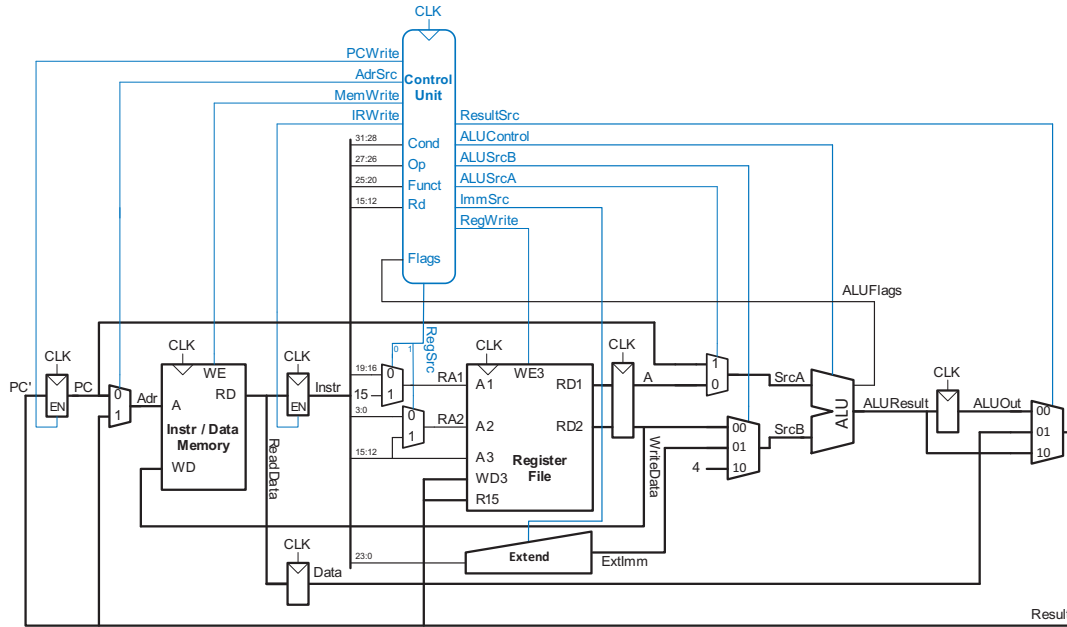 CLK
PCWrite
AdrSrc
MemWrite
IRWrite
Control
Unit
ResultSrc
ALUControl
ALUSrcB
ALUSrcA
ImmSrc
RegWrite
31:28
Cond
27:26
Op
25:20
Funct
15:12
Rd
Flags
ALUFlags
RegSrc
0 1
CLK
PC'
EN
PC
0
1
Adr
CLK
WE
A
RD
Instr / Data
Memory
WD
ReadData
CLK
EN
Instr
19:16
15
0
1
RA1
3:0
0
1
RA2
15:12
CLK
WE3
A1
RD1
A2
RD2
A3
Register
File
WD3
R15
CLK
A
WriteData
1
0
SrcA
00
01
10
4
SrcB
ALU
ALUResult
CLK
ALUOut
00
01
10
23:0
Extend
ExtImm
CLK
Data
Result